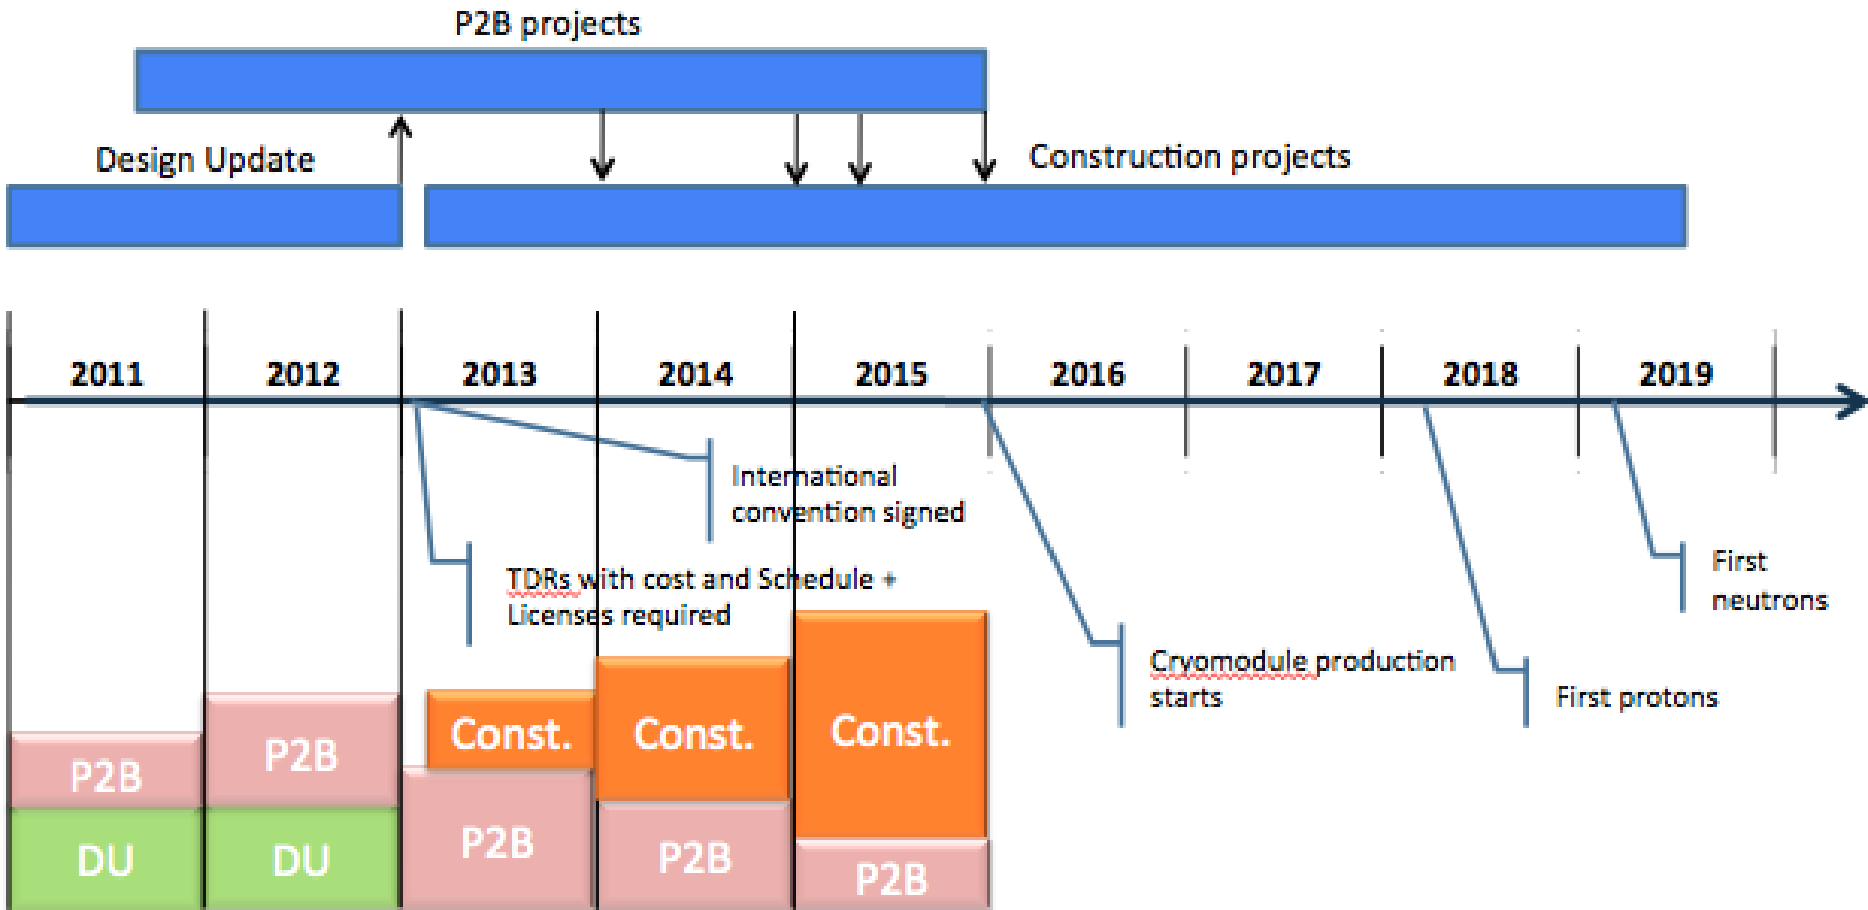 P2B projects
Design Update
Construction projects
2011 2012 2013 2014 2015 2016 2017 2018 2019
International
convention signed
TDRs with cost and Schedule +
Licenses required
First
neutrons
Cryomodule production
starts
First protons
Const.
Const.
Const.
P2B
P2B
P2B
P2B
P2B
DU
DU